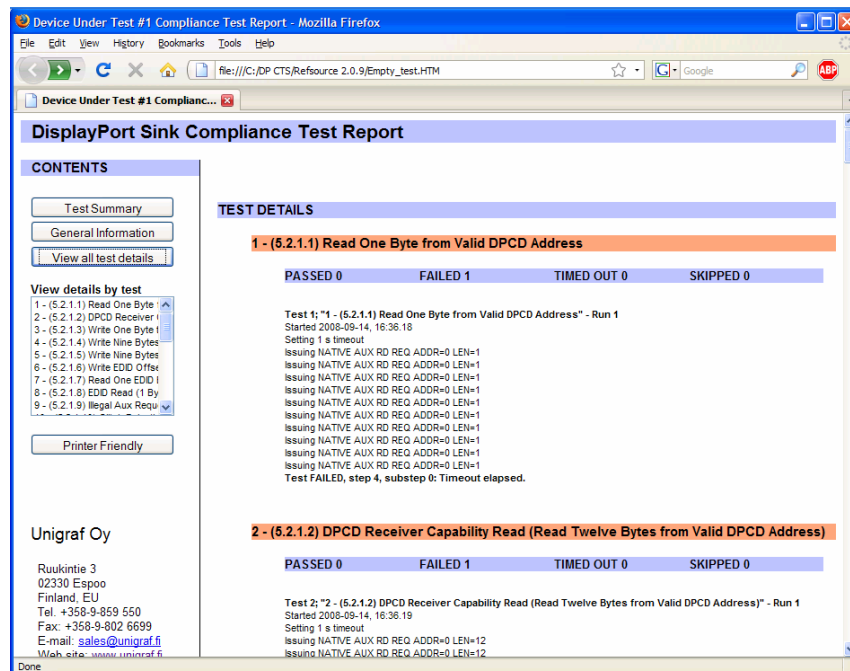 Device Under Test #1 Compliance Test Report - Mozilla Firefox
File Edit View History Bookmarks Tools Help
file:///C:/DP CTS/Refsource 2.0.9/Empty_test.HTM
G Google
ABP
Device Under Test #1 Complianc...
DisplayPort Sink Compliance Test Report
CONTENTS
Test Summary
General Information
View all test details
View details by test
1 - (5.2.1.1) Read One Byte
2 - (5.2.1.2) DPCD Receiver
3 - (5.2.1.3) Write One Byte
4 - (5.2.1.4) Write Nine Bytes
5 - (5.2.1.5) Write Nine Bytes
6 - (5.2.1.6) Write EDID Offse
7 - (5.2.1.7) Read One EDID
8 - (5.2.1.8) EDID Read (1 By
9 - (5.2.1.9) Illegal Aux Requ
Printer Friendly
Unigraf Oy
Ruukintie 3
02330 Espoo
Finland, EU
Tel. +358-9-859 550
Fax: +358-9-802 6699
E-mail: sales@unigraf.fi
Web site: www.unigraf.fi
TEST DETAILS
1 - (5.2.1.1) Read One Byte from Valid DPCD Address
PASSED 0 FAILED 1 TIMED OUT 0 SKIPPED 0
Test 1; "1 - (5.2.1.1) Read One Byte from Valid DPCD Address" - Run 1
Started 2008-09-14, 16:36.18
Setting 1 s timeout
Issuing NATIVE AUX RD REQ ADDR=0 LEN=1
Issuing NATIVE AUX RD REQ ADDR=0 LEN=1
Issuing NATIVE AUX RD REQ ADDR=0 LEN=1
Issuing NATIVE AUX RD REQ ADDR=0 LEN=1
Issuing NATIVE AUX RD REQ ADDR=0 LEN=1
Issuing NATIVE AUX RD REQ ADDR=0 LEN=1
Issuing NATIVE AUX RD REQ ADDR=0 LEN=1
Issuing NATIVE AUX RD REQ ADDR=0 LEN=1
Issuing NATIVE AUX RD REQ ADDR=0 LEN=1
Issuing NATIVE AUX RD REQ ADDR=0 LEN=1
Test FAILED, step 4, substep 0: Timeout elapsed.
2 - (5.2.1.2) DPCD Receiver Capability Read (Read Twelve Bytes from Valid DPCD Address)
PASSED 0 FAILED 1 TIMED OUT 0 SKIPPED 0
Test 2; "2 - (5.2.1.2) DPCD Receiver Capability Read (Read Twelve Bytes from Valid DPCD Address)" - Run 1
Started 2008-09-14, 16:36.19
Setting 1 s timeout
Issuing NATIVE AUX RD REQ ADDR=0 LEN=12
Issuing NATIVE AUX RD REQ ADDR=0 LEN=12
Done